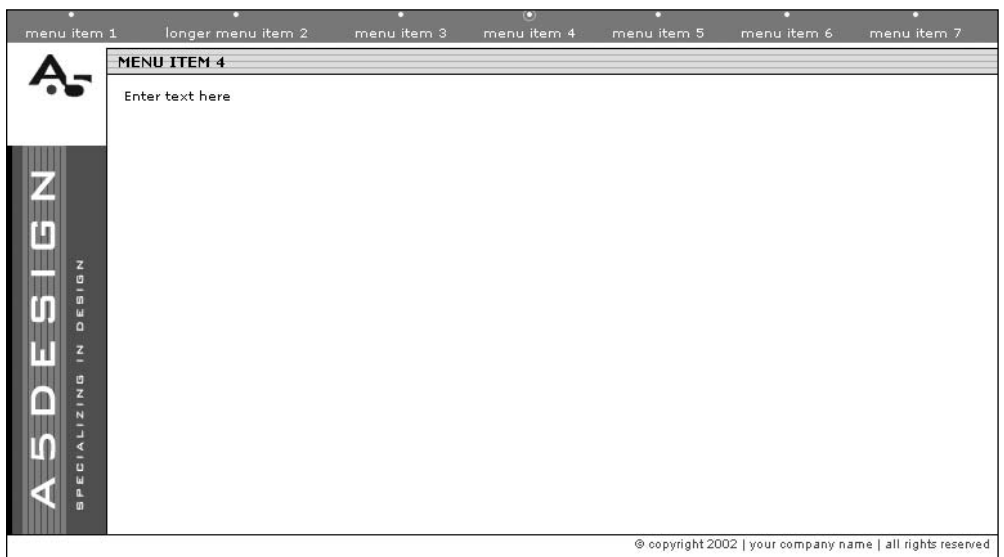 menu item 1 longer menu item 2 menu item 3 menu item 4 menu item 5 menu item 6 menu item 7
A5
MENU ITEM 4
Enter text here
A5DESIGN
SPECIALIZING IN DESIGN
© copyright 2002 | your company name | all rights reserved